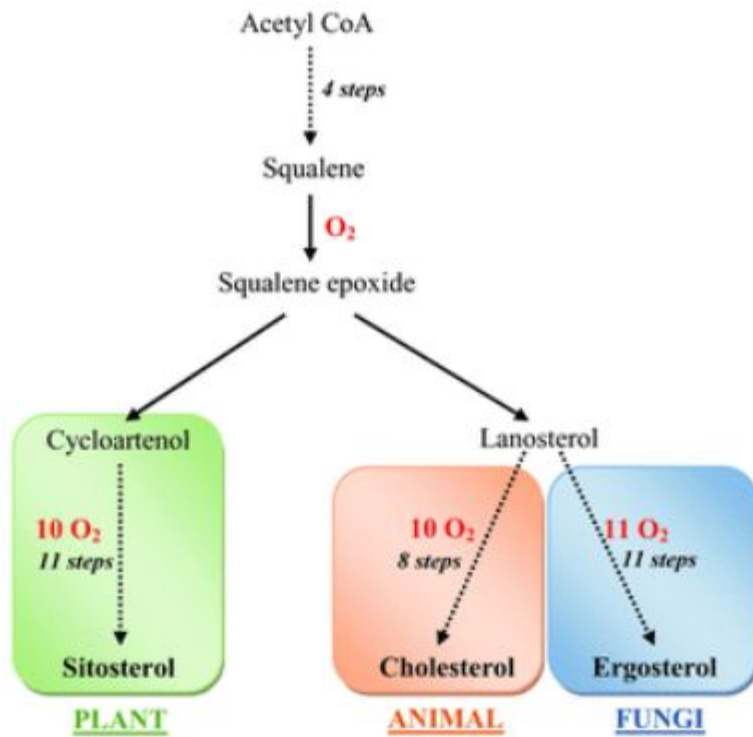 Acetyl CoA
4 steps
Squalene
O₂
Squalene epoxide
Cycloartenol
Lanosterol
10 O₂
10 O₂
11 O₂
11 steps
8 steps
11 steps
Sitosterol
Cholesterol
Ergosterol
PLANT
ANIMAL
FUNGI